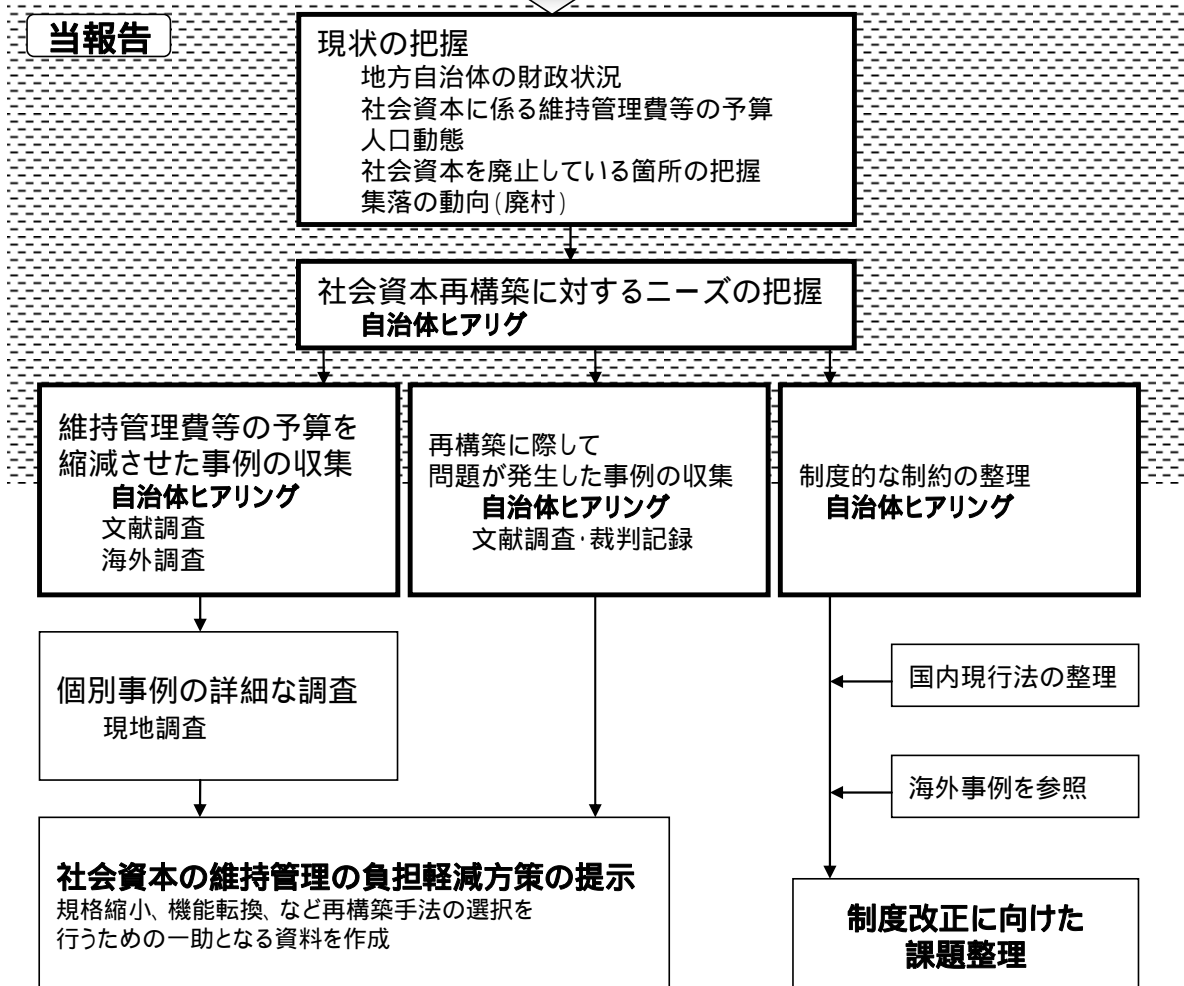 当報告
現状の把握
地方自治体の財政状況
社会資本に係る維持管理費等の予算
人口動態
社会資本を廃止している箇所の把握
集落の動向(廃村)
社会資本再構築に対するニーズの把握
自治体ヒアリグ
維持管理費等の予算を
縮減させた事例の収集
自治体ヒアリング
文献調査
海外調査
再構築に際して
問題が発生した事例の収集
自治体ヒアリング
文献調査・裁判記録
制度的な制約の整理
自治体ヒアリング
個別事例の詳細な調査
現地調査
国内現行法の整理
海外事例を参照
社会資本の維持管理の負担軽減方策の提示
規格縮小、機能転換、など再構築手法の選択を
行うための一助となる資料を作成
制度改正に向けた
課題整理